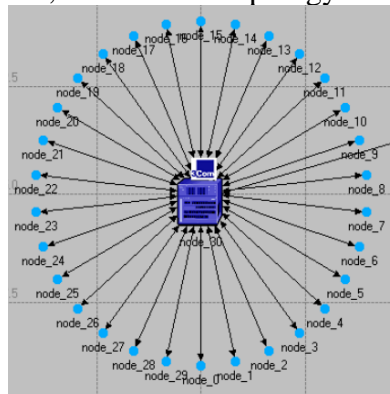 node_15
node_16 node_14
node_17 node_13
node_18 node_12
node_19 node_11
node_20 node_10
node_21 node_9
3Com
node_22 node_8
node_23 node_30 node_7
node_24 node_6
node_25 node_5
node_26 node_4
node_27 node_3
node_28 node_2
node_29 node_0 node_1